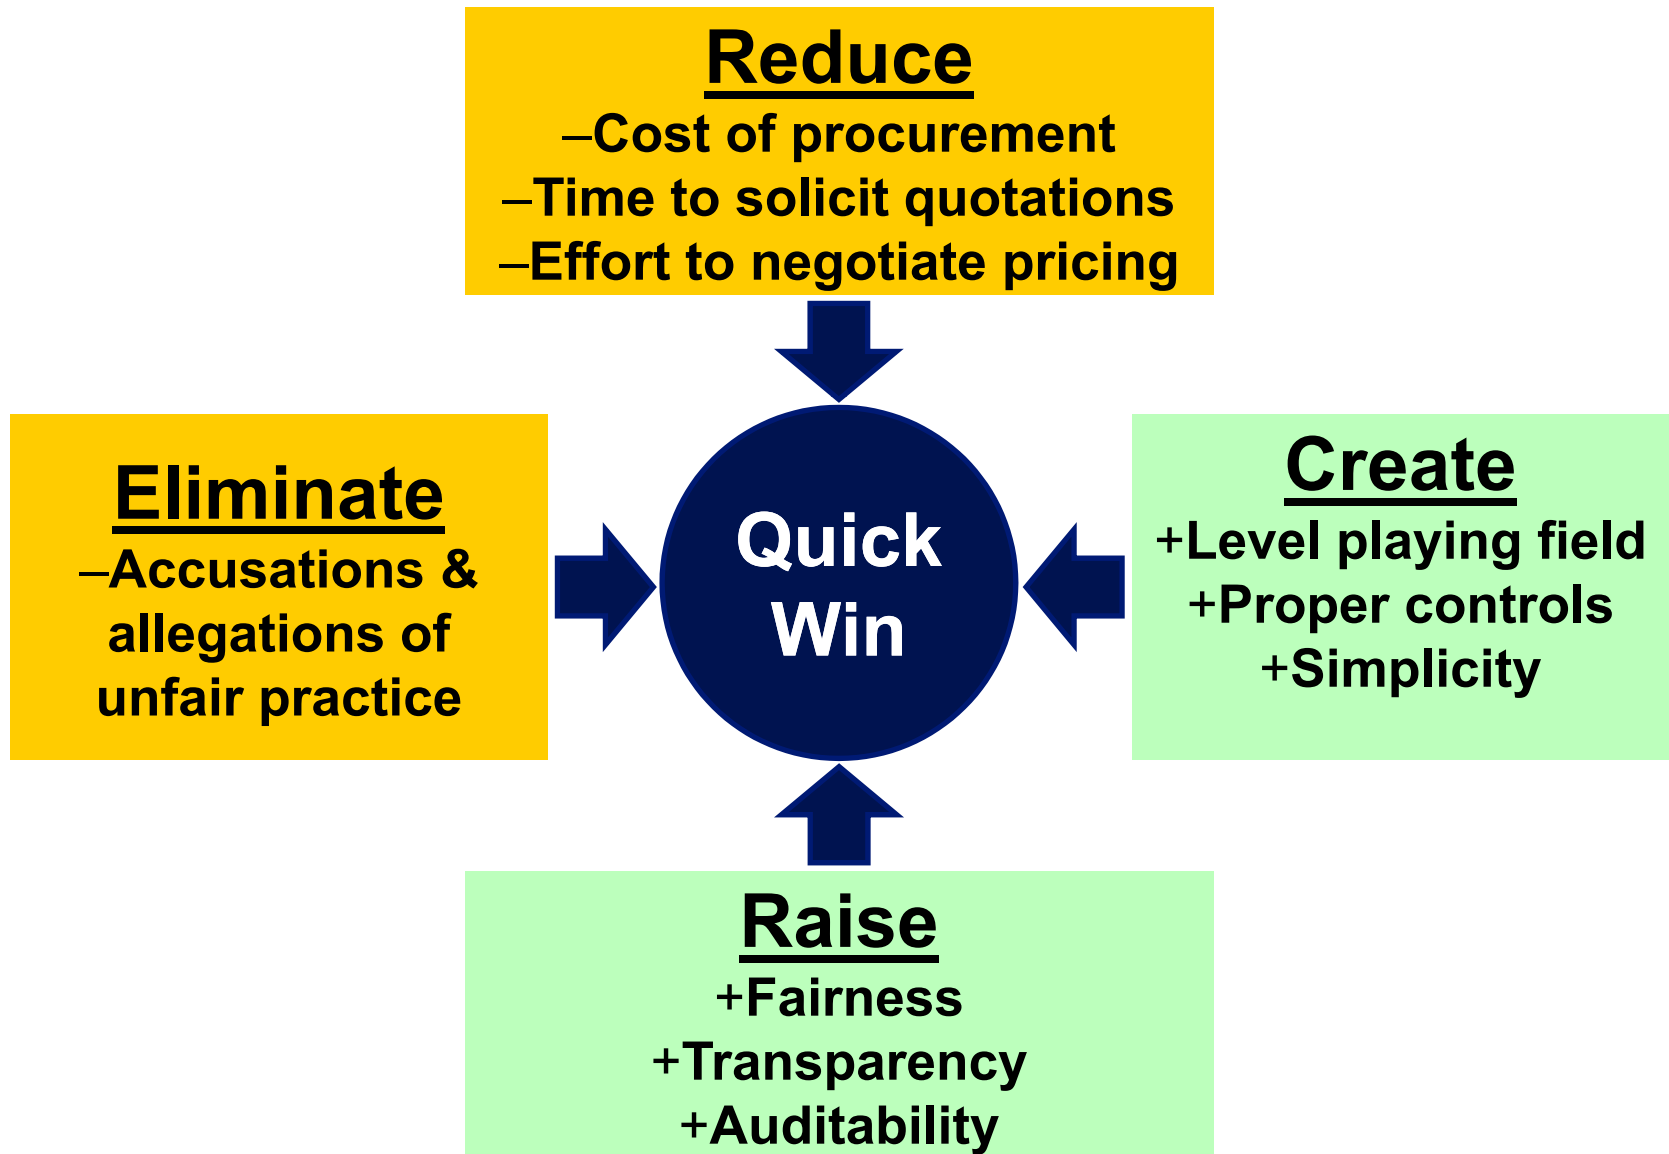 Reduce
–Cost of procurement
–Time to solicit quotations
–Effort to negotiate pricing
Eliminate
–Accusations &
allegations of
unfair practice
Quick
Win
Create
+Level playing field
+Proper controls
+Simplicity
Raise
+Fairness
+Transparency
+Auditability